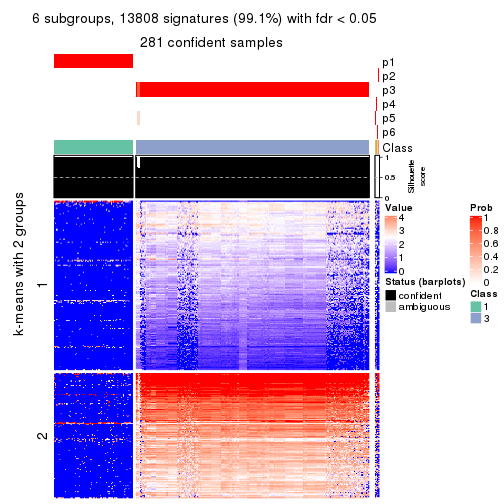 6 subgroups, 13808 signatures (99.1%) with fdr < 0.05
281 confident samples
p1
p2
p3
p4
p5
p6
Class
1
0.5
0
Silhouette
score
k-means with 2 groups
1
2
Value
4
3
2
1
0
Prob
1
0.8
0.6
0.4
0.2
0
Status (barplots)
confident
ambiguous
Class
1
3